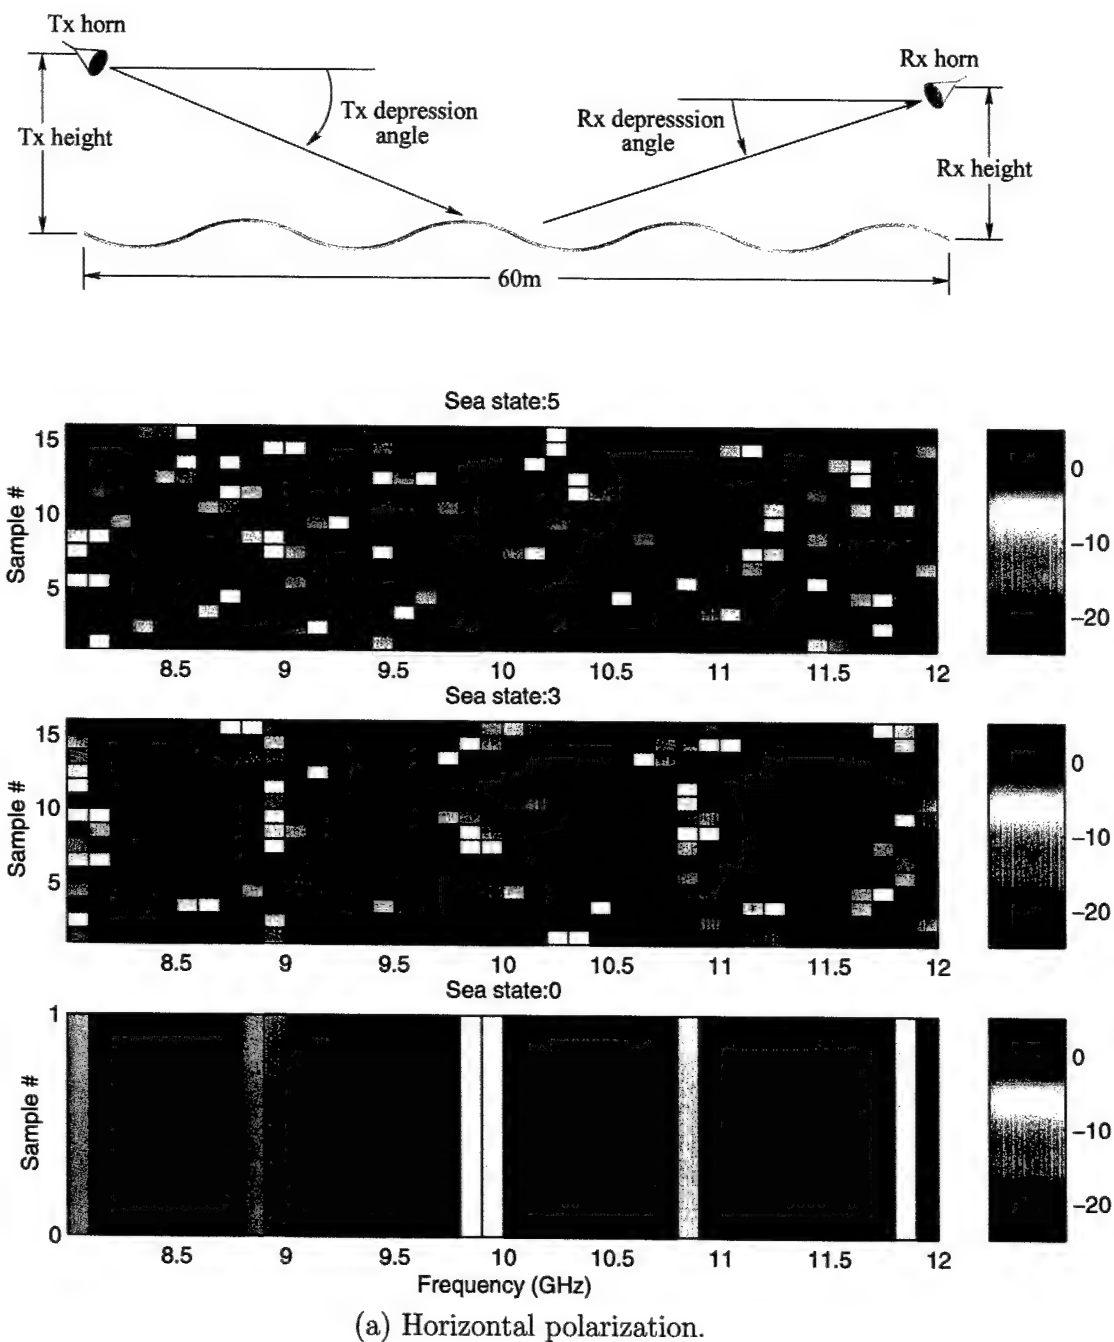 Tx horn
Rx horn
Tx depression
angle
Rx depresssion
angle
Tx height
Rx height
60m
Sea state:5
15
10
5
Sample #
8.5 9 9.5 10 10.5 11 11.5 12
0
−10
−20
Sea state:3
15
10
5
Sample #
8.5 9 9.5 10 10.5 11 11.5 12
0
−10
−20
Sea state:0
1
0
Sample #
8.5 9 9.5 10 10.5 11 11.5 12
0
−10
−20
Frequency (GHz)
(a) Horizontal polarization.